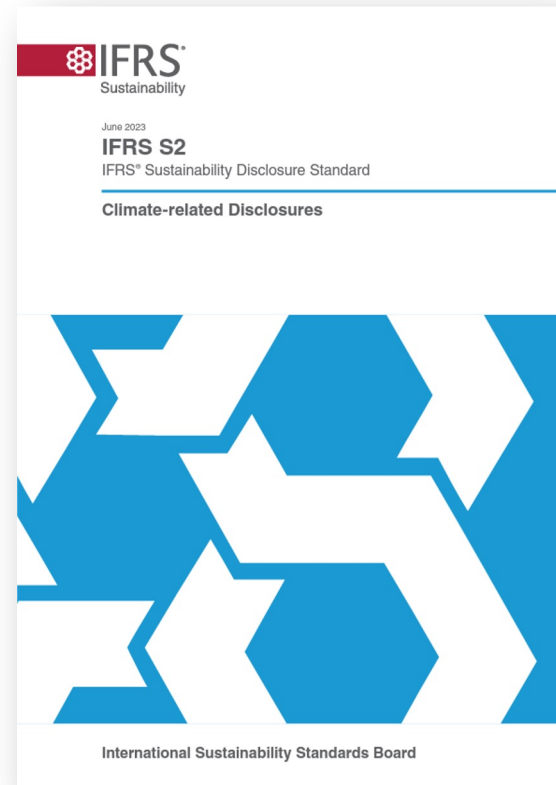 IFRS®
Sustainability
June 2023
IFRS S2
IFRS® Sustainability Disclosure Standard
Climate-related Disclosures
International Sustainability Standards Board